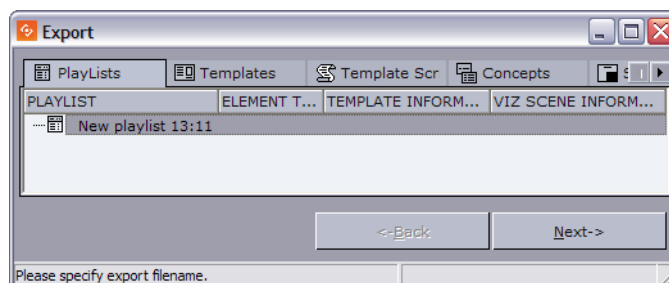 Export
PlayLists Templates Template Scr Concepts
PLAYLIST ELEMENT T... TEMPLATE INFORM... VIZ SCENE INFORM...
New playlist 13:11
<-Back Next->
Please specify export filename.